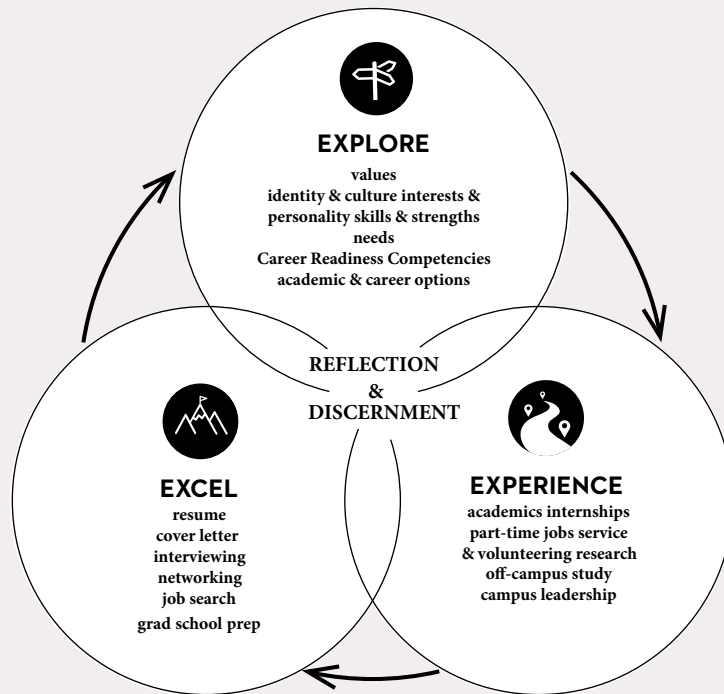 EXPLORE
values
identity & culture interests &
personality skills & strengths
needs
Career Readiness Competencies
academic & career options
REFLECTION
&
DISCERNMENT
EXCEL
resume
cover letter
interviewing
networking
job search
grad school prep
EXPERIENCE
academics internships
part-time jobs service
& volunteering research
off-campus study
campus leadership